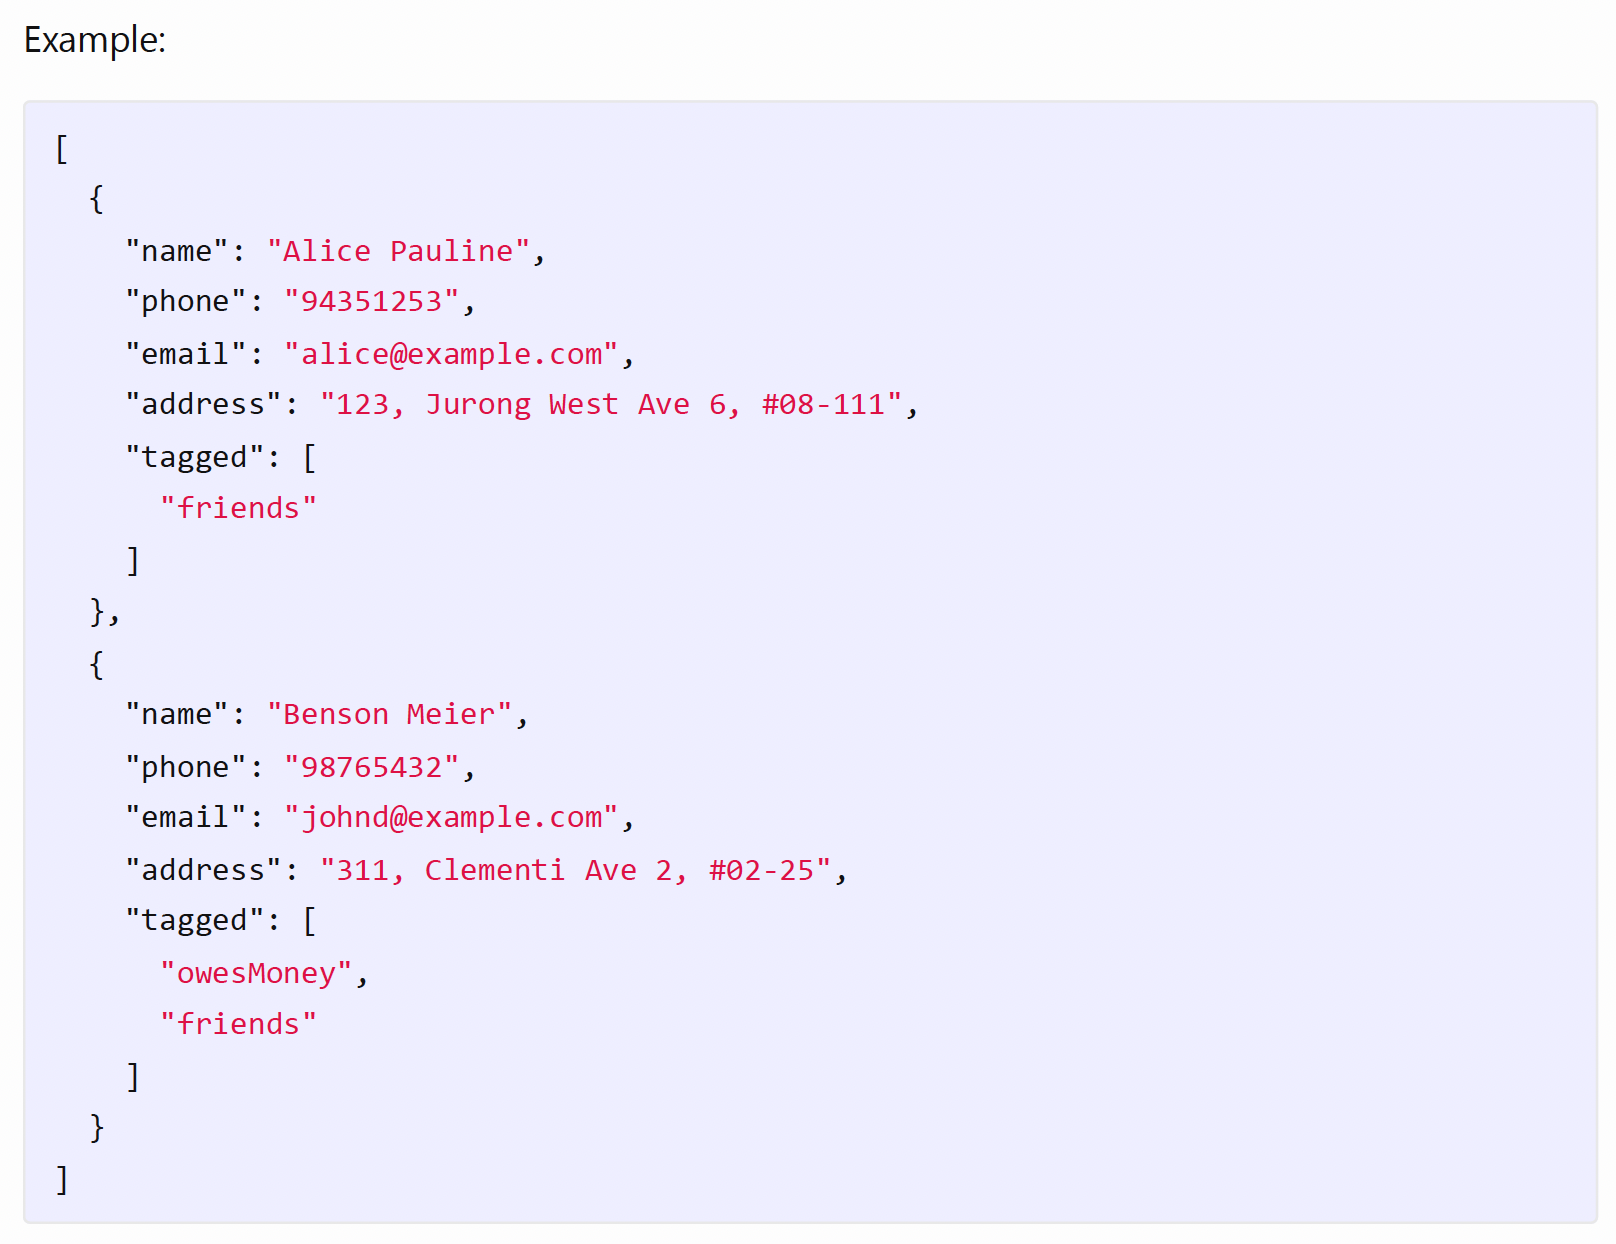 Example:
[
  {
    "name": "Alice Pauline",
    "phone": "94351253",
    "email": "alice@example.com",
    "address": "123, Jurong West Ave 6, #08-111",
    "tagged": [
      "friends"
    ]
  },
  {
    "name": "Benson Meier",
    "phone": "98765432",
    "email": "johnd@example.com",
    "address": "311, Clementi Ave 2, #02-25",
    "tagged": [
      "owesMoney",
      "friends"
    ]
  }
]